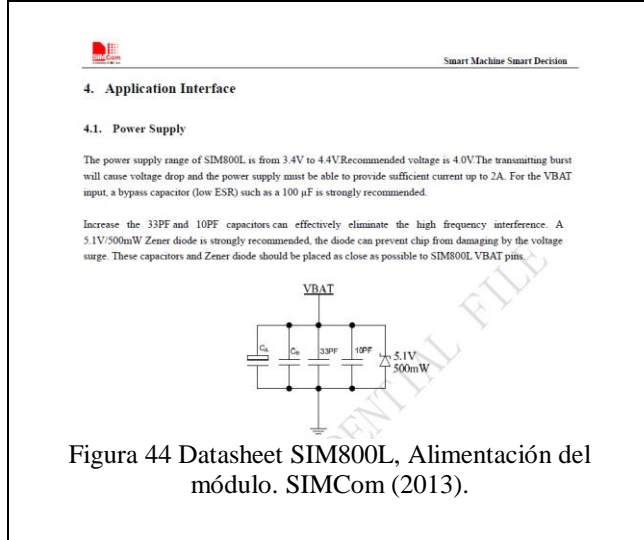 SIMCom
Smart Machine Smart Decision
4. Application Interface
4.1. Power Supply
The power supply range of SIM800L is from 3.4V to 4.4V.Recommended voltage is 4.0V.The transmitting burst
will cause voltage drop and the power supply must be able to provide sufficient current up to 2A. For the VBAT
input, a bypass capacitor (low ESR) such as a 100 µF is strongly recommended.
Increase the 33PF and 10PF capacitors can effectively eliminate the high frequency interference. A
5.1V/500mW Zener diode is strongly recommended, the diode can prevent chip from damaging by the voltage
surge. These capacitors and Zener diode should be placed as close as possible to SIM800L VBAT pins.
VBAT
CA CB 33PF 10PF 5.1V
500mW
DENTIAL FILE
Figura 44 Datasheet SIM800L, Alimentación del
módulo. SIMCom (2013).